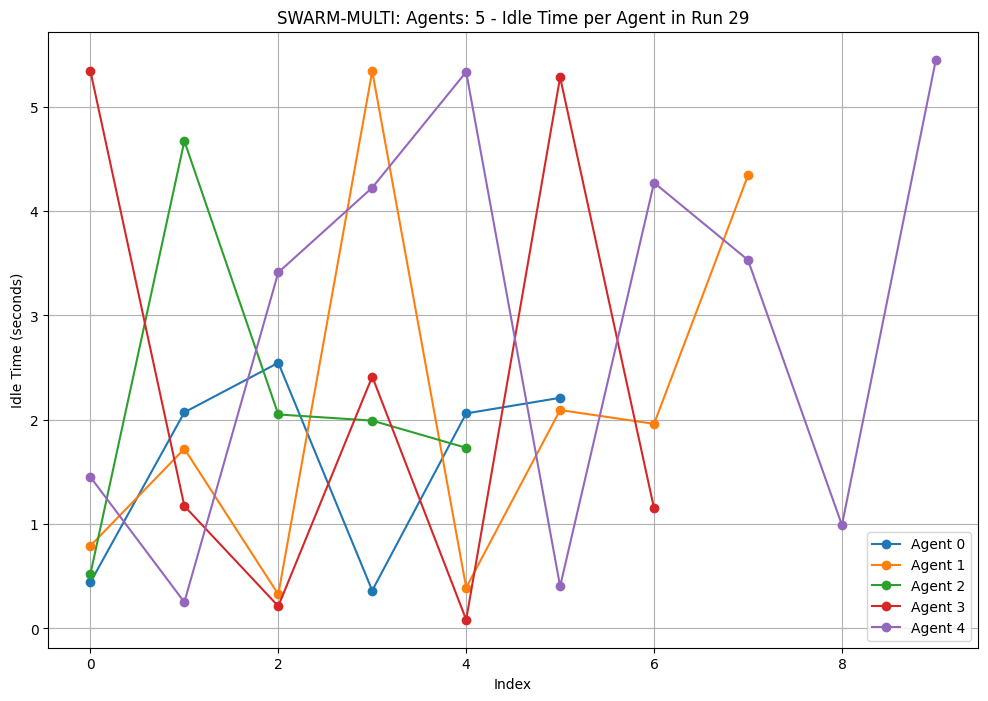 SWARM-MULTI: Agents: 5 - Idle Time per Agent in Run 29
Idle Time (seconds)
5
4
3
2
1
0
0
2
4
6
8
Index
Agent 0
Agent 1
Agent 2
Agent 3
Agent 4